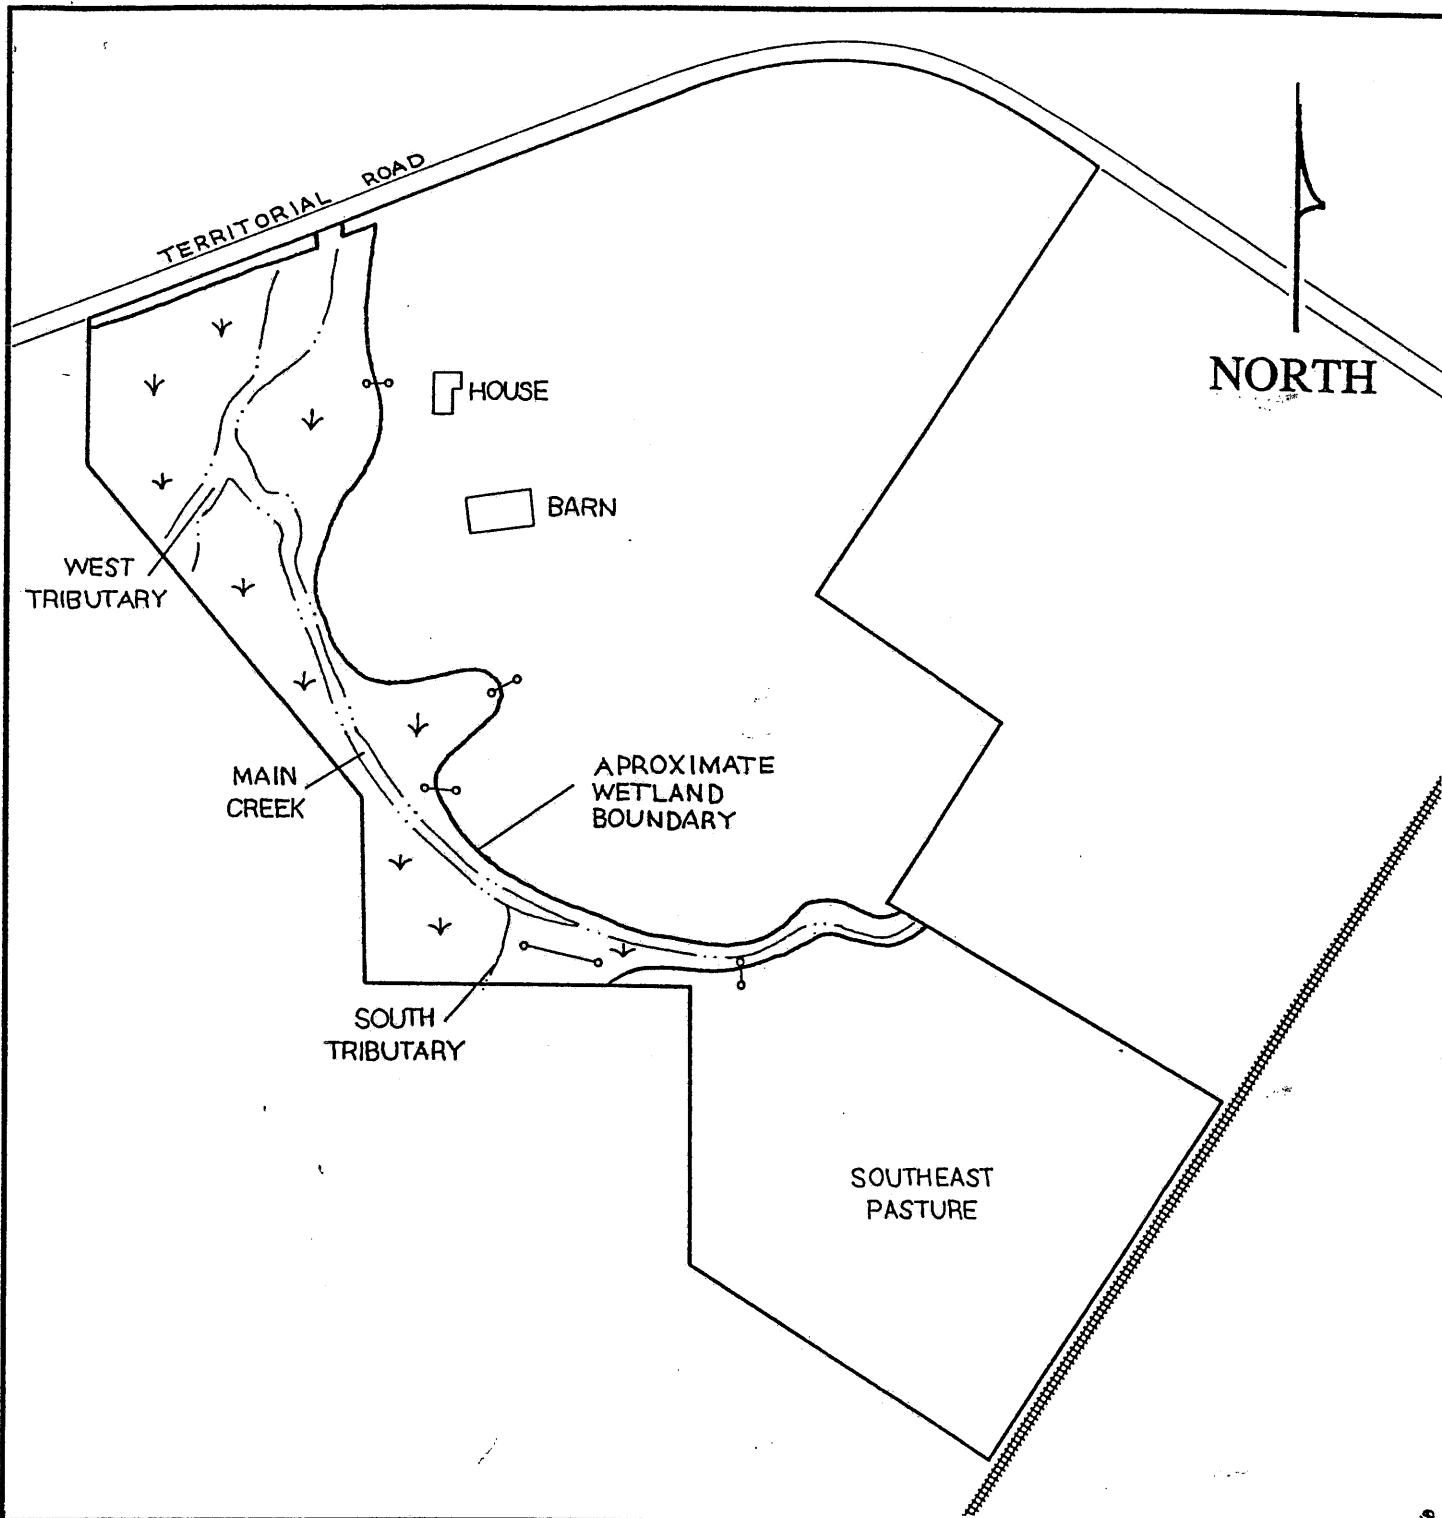 TERRITORIAL ROAD
NORTH
HOUSE
BARN
WEST
TRIBUTARY
MAIN
CREEK
APROXIMATE
WETLAND
BOUNDARY
SOUTH
TRIBUTARY
SOUTHEAST
PASTURE